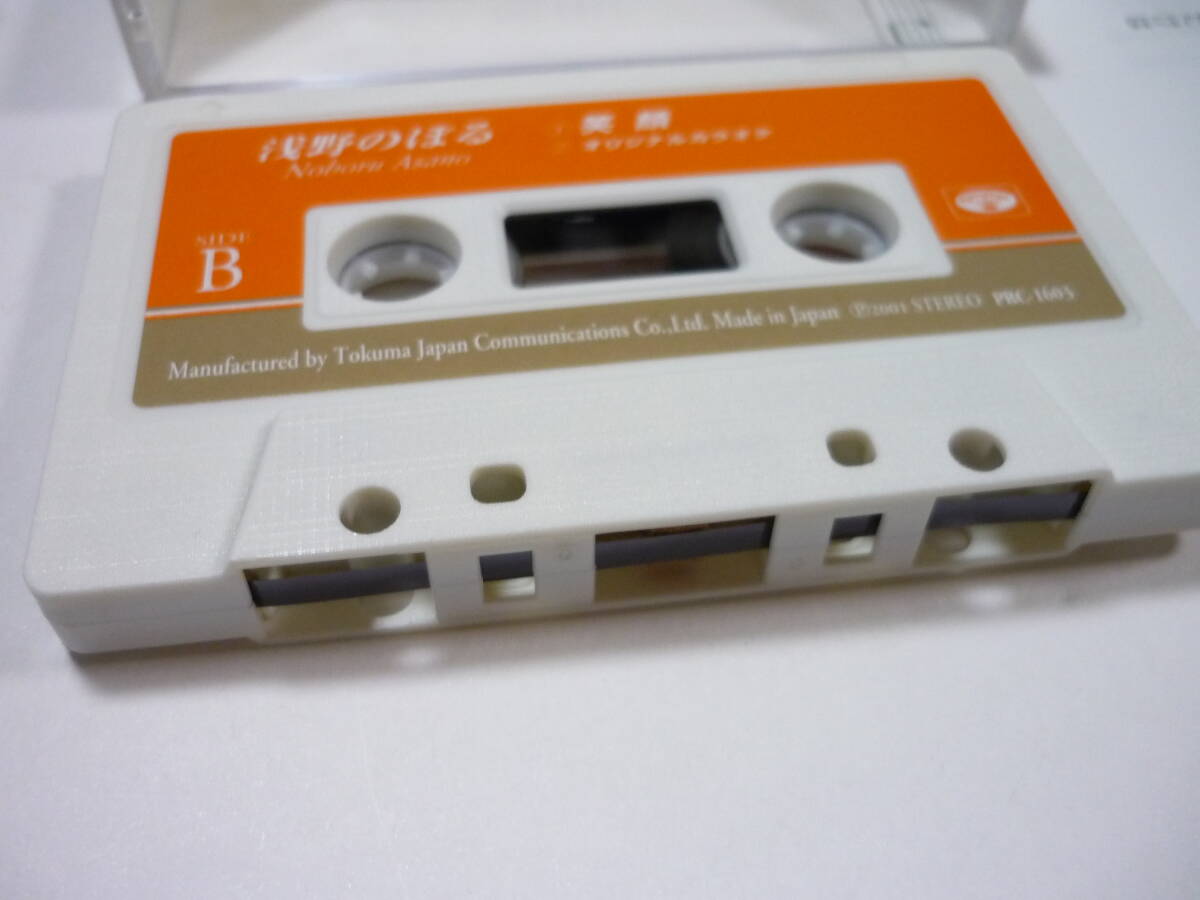 浅野のぼる
Noboru Asano
笑顔
オリジナルカラオケ
SIDE
B
Manufactured by Tokuma Japan Communications Co.,Ltd. Made in Japan ℗2001 STEREO PRC-1603